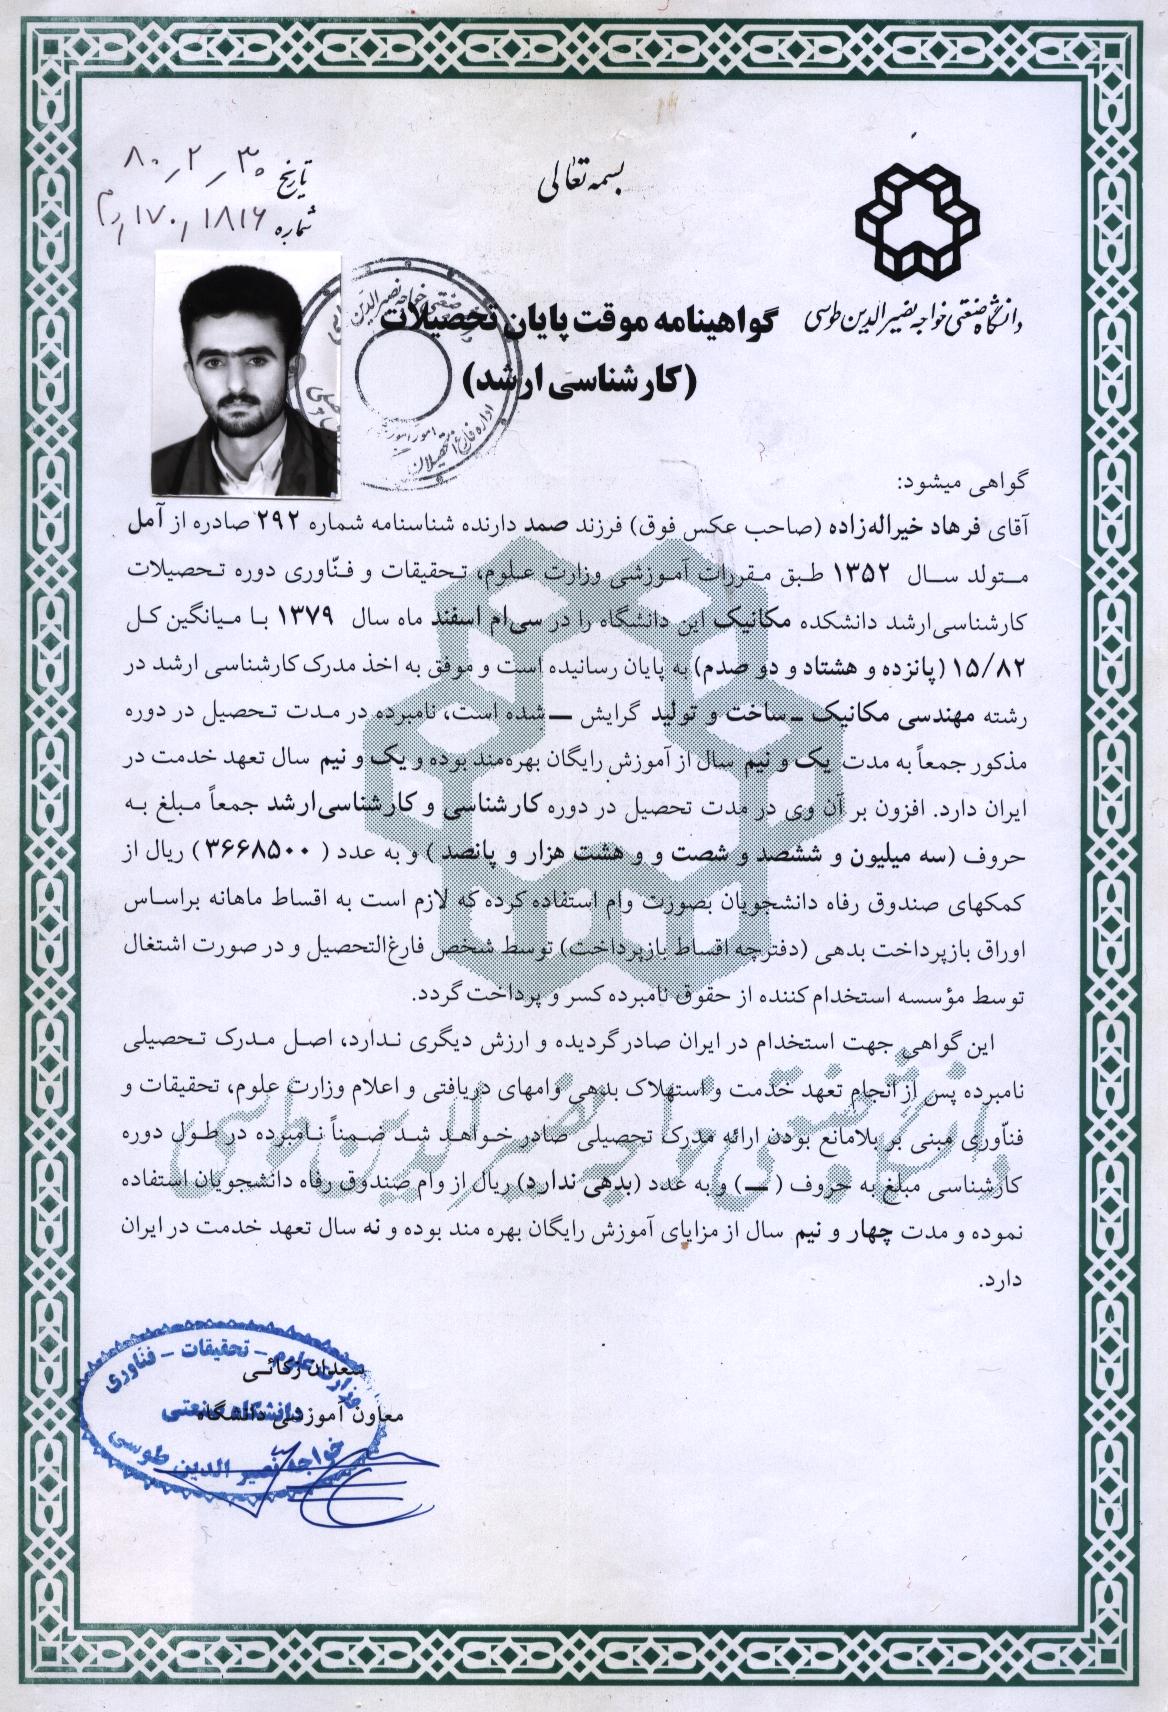 بسمه تعالی
تاریخ ۸۰/۲/۳۰
شماره ۱۸۱۶/۱۷۰/م
دانشگاه صنعتی خواجه نصیرالدین طوسی
گواهینامه موقت پایان تحصیلات
(کارشناسی ارشد)
گواهی میشود:
آقای فرهاد خیراله‌زاده (صاحب عکس فوق) فرزند صمد دارنده شناسنامه شماره ۲۹۲ صادره از آمل
متولد سال ۱۳۵۲ طبق مقررات آموزشی وزارت علوم، تحقیقات و فنّاوری دوره تحصیلات
کارشناسی‌ارشد دانشکده مکانیک این دانشگاه را در سی‌ام اسفند ماه سال ۱۳۷۹ با میانگین کل
۱۵/۸۲ (پانزده و هشتاد و دو صدم) به پایان رسانیده است و موفق به اخذ مدرک کارشناسی ارشد در
رشته مهندسی مکانیک ـ ساخت و تولید گرایش ـــ شده است، نامبرده در مدت تحصیل در دوره
مذکور جمعاً به مدت یک و نیم سال از آموزش رایگان بهره‌مند بوده و یک و نیم سال تعهد خدمت در
ایران دارد. افزون بر آن وی در مدت تحصیل در دوره کارشناسی و کارشناسی‌ارشد جمعاً مبلغ به
حروف (سه میلیون و ششصد و شصت و و هشت هزار و پانصد ) و به عدد ( ۳۶۶۸۵۰۰ ) ریال از
کمکهای صندوق رفاه دانشجویان بصورت وام استفاده کرده که لازم است به اقساط ماهانه براساس
اوراق بازپرداخت بدهی (دفترچه اقساط بازپرداخت) توسط شخص فارغ‌التحصیل و در صورت اشتغال
توسط مؤسسه استخدام کننده از حقوق نامبرده کسر و پرداخت گردد.
این گواهی جهت استخدام در ایران صادر گردیده و ارزش دیگری ندارد، اصل مدرک تحصیلی
نامبرده پس از انجام تعهد خدمت و استهلاک بدهی وامهای دریافتی و اعلام وزارت علوم، تحقیقات و
فنّاوری مبنی بر بلامانع بودن ارائه مدرک تحصیلی صادر خواهد شد ضمناً نامبرده در طول دوره
کارشناسی مبلغ به حروف ( ـــ ) و به عدد (بدهی ندارد) ریال از وام صندوق رفاه دانشجویان استفاده
نموده و مدت چهار و نیم سال از مزایای آموزش رایگان بهره مند بوده و نه سال تعهد خدمت در ایران
دارد.
سعدان زکائی
معاون آموزشی دانشگاه
وزارت علوم - تحقیقات - فناوری
دانشگاه صنعتی
خواجه نصیر الدین طوسی